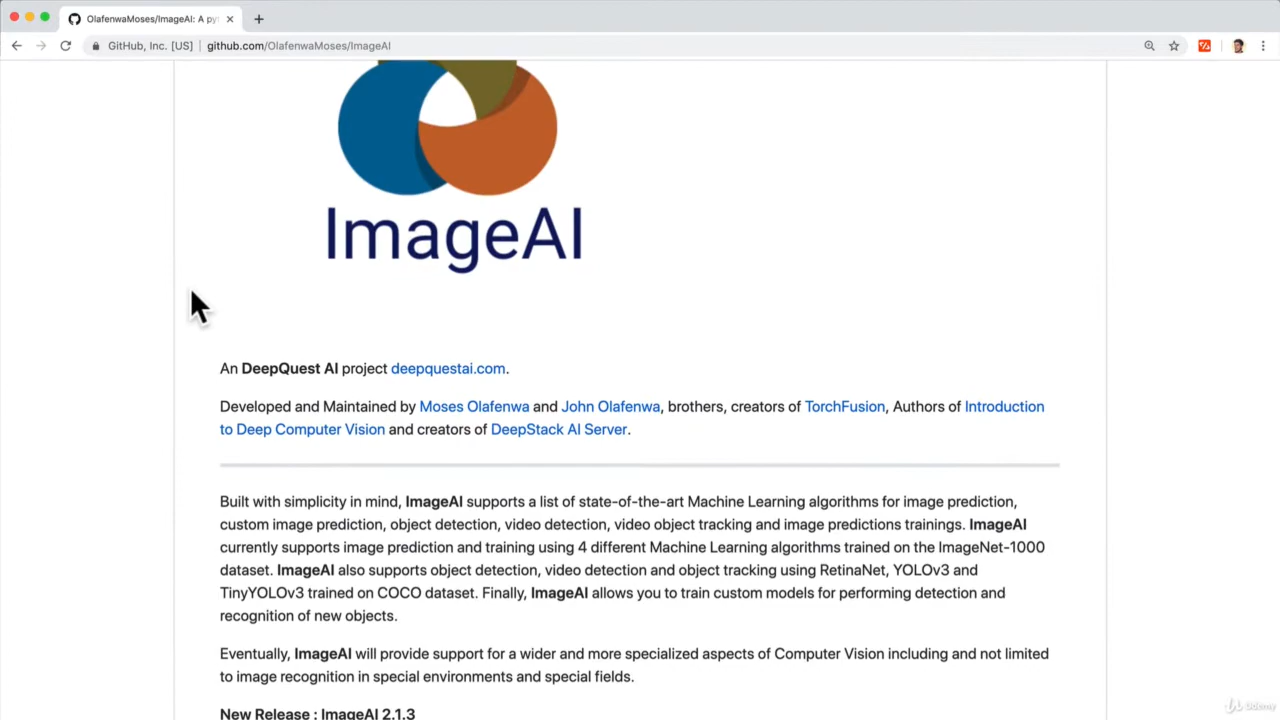 OlafenwaMoses/ImageAI: A pyt
GitHub, Inc. [US] | github.com/OlafenwaMoses/ImageAI
ImageAI
An DeepQuest AI project deepquestai.com.
Developed and Maintained by Moses Olafenwa and John Olafenwa, brothers, creators of TorchFusion, Authors of Introduction
to Deep Computer Vision and creators of DeepStack AI Server.
Built with simplicity in mind, ImageAI supports a list of state-of-the-art Machine Learning algorithms for image prediction,
custom image prediction, object detection, video detection, video object tracking and image predictions trainings. ImageAI
currently supports image prediction and training using 4 different Machine Learning algorithms trained on the ImageNet-1000
dataset. ImageAI also supports object detection, video detection and object tracking using RetinaNet, YOLOv3 and
TinyYOLOv3 trained on COCO dataset. Finally, ImageAI allows you to train custom models for performing detection and
recognition of new objects.
Eventually, ImageAI will provide support for a wider and more specialized aspects of Computer Vision including and not limited
to image recognition in special environments and special fields.
New Release : ImageAI 2.1.3
Udemy